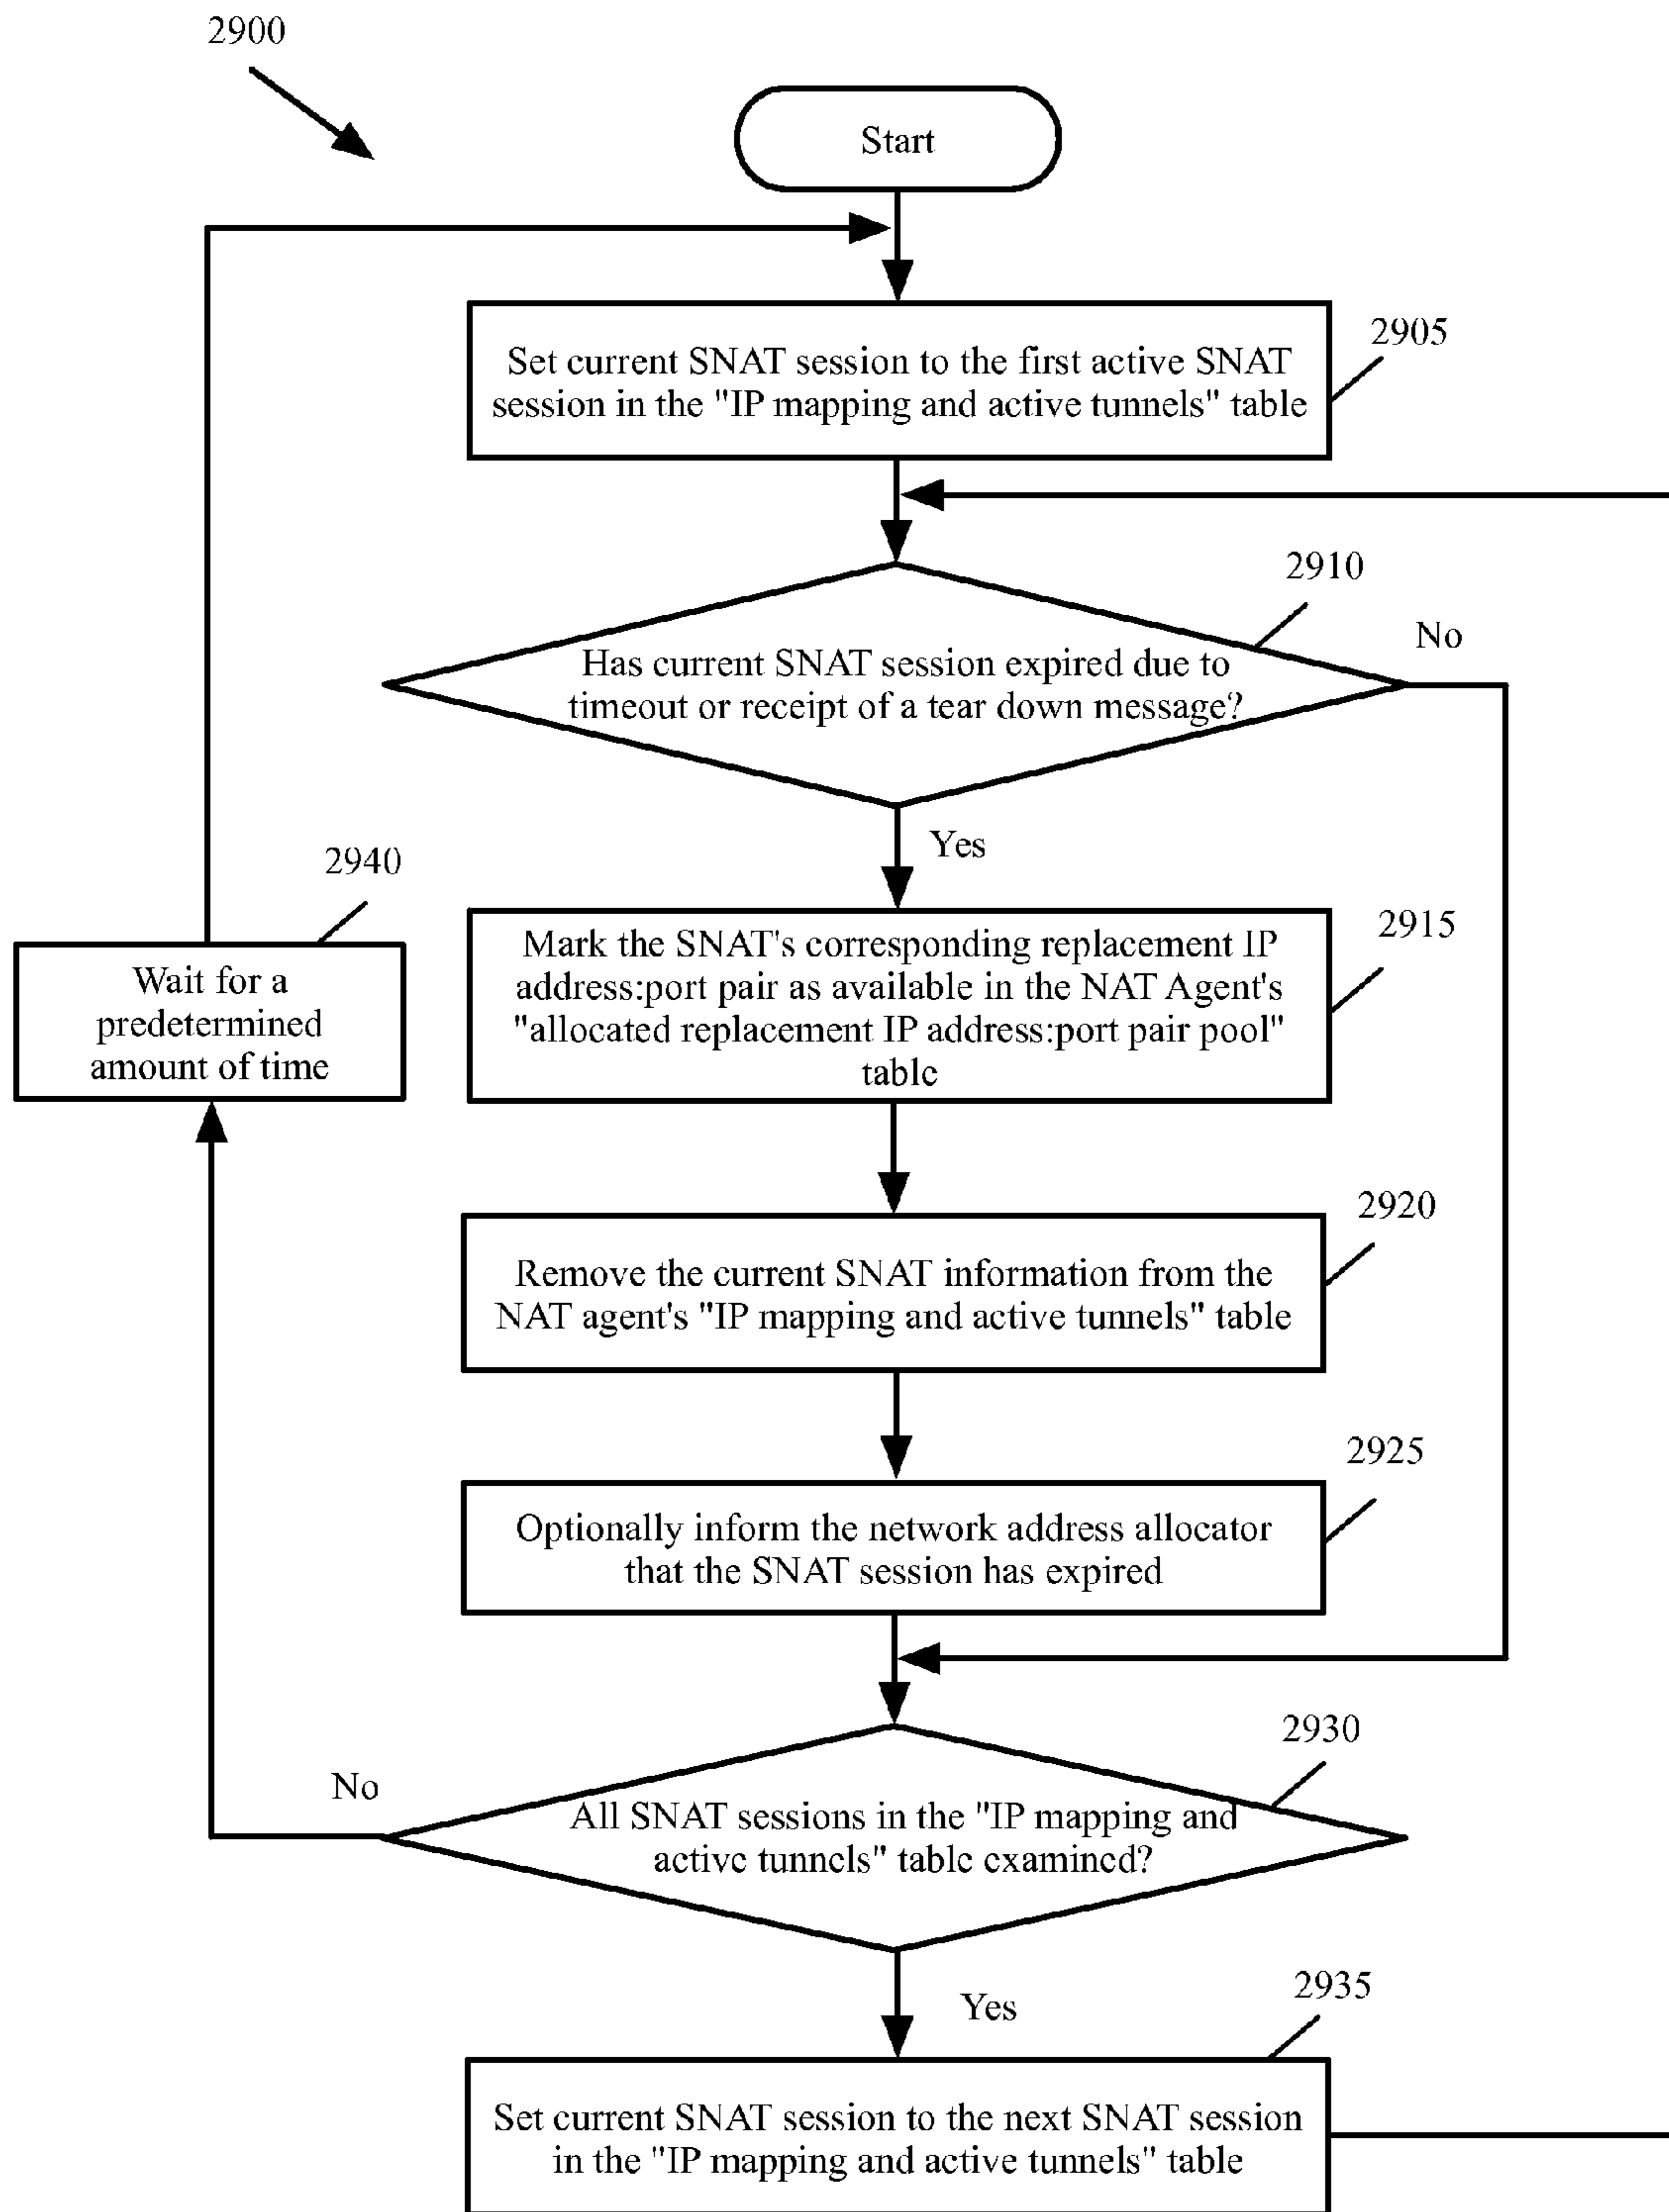 2900
Start
2905
Set current SNAT session to the first active SNAT
session in the "IP mapping and active tunnels" table
2910
No
Has current SNAT session expired due to
timeout or receipt of a tear down message?
Yes
2940
Wait for a
predetermined
amount of time
2915
Mark the SNAT's corresponding replacement IP
address:port pair as available in the NAT Agent's
"allocated replacement IP address:port pair pool"
table
2920
Remove the current SNAT information from the
NAT agent's "IP mapping and active tunnels" table
2925
Optionally inform the network address allocator
that the SNAT session has expired
2930
No
All SNAT sessions in the "IP mapping and
active tunnels" table examined?
Yes
2935
Set current SNAT session to the next SNAT session
in the "IP mapping and active tunnels" table